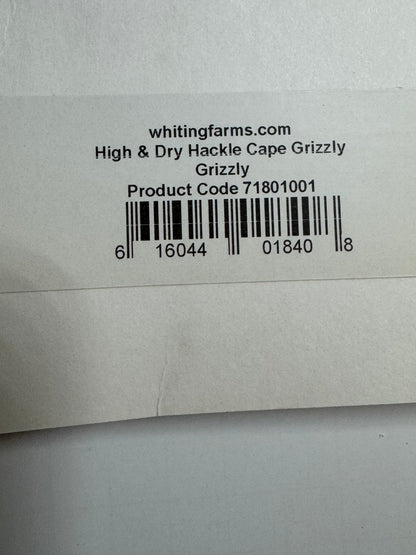 whitingfarms.com
High & Dry Hackle Cape Grizzly
Grizzly
Product Code 71801001
6 16044 01840 8